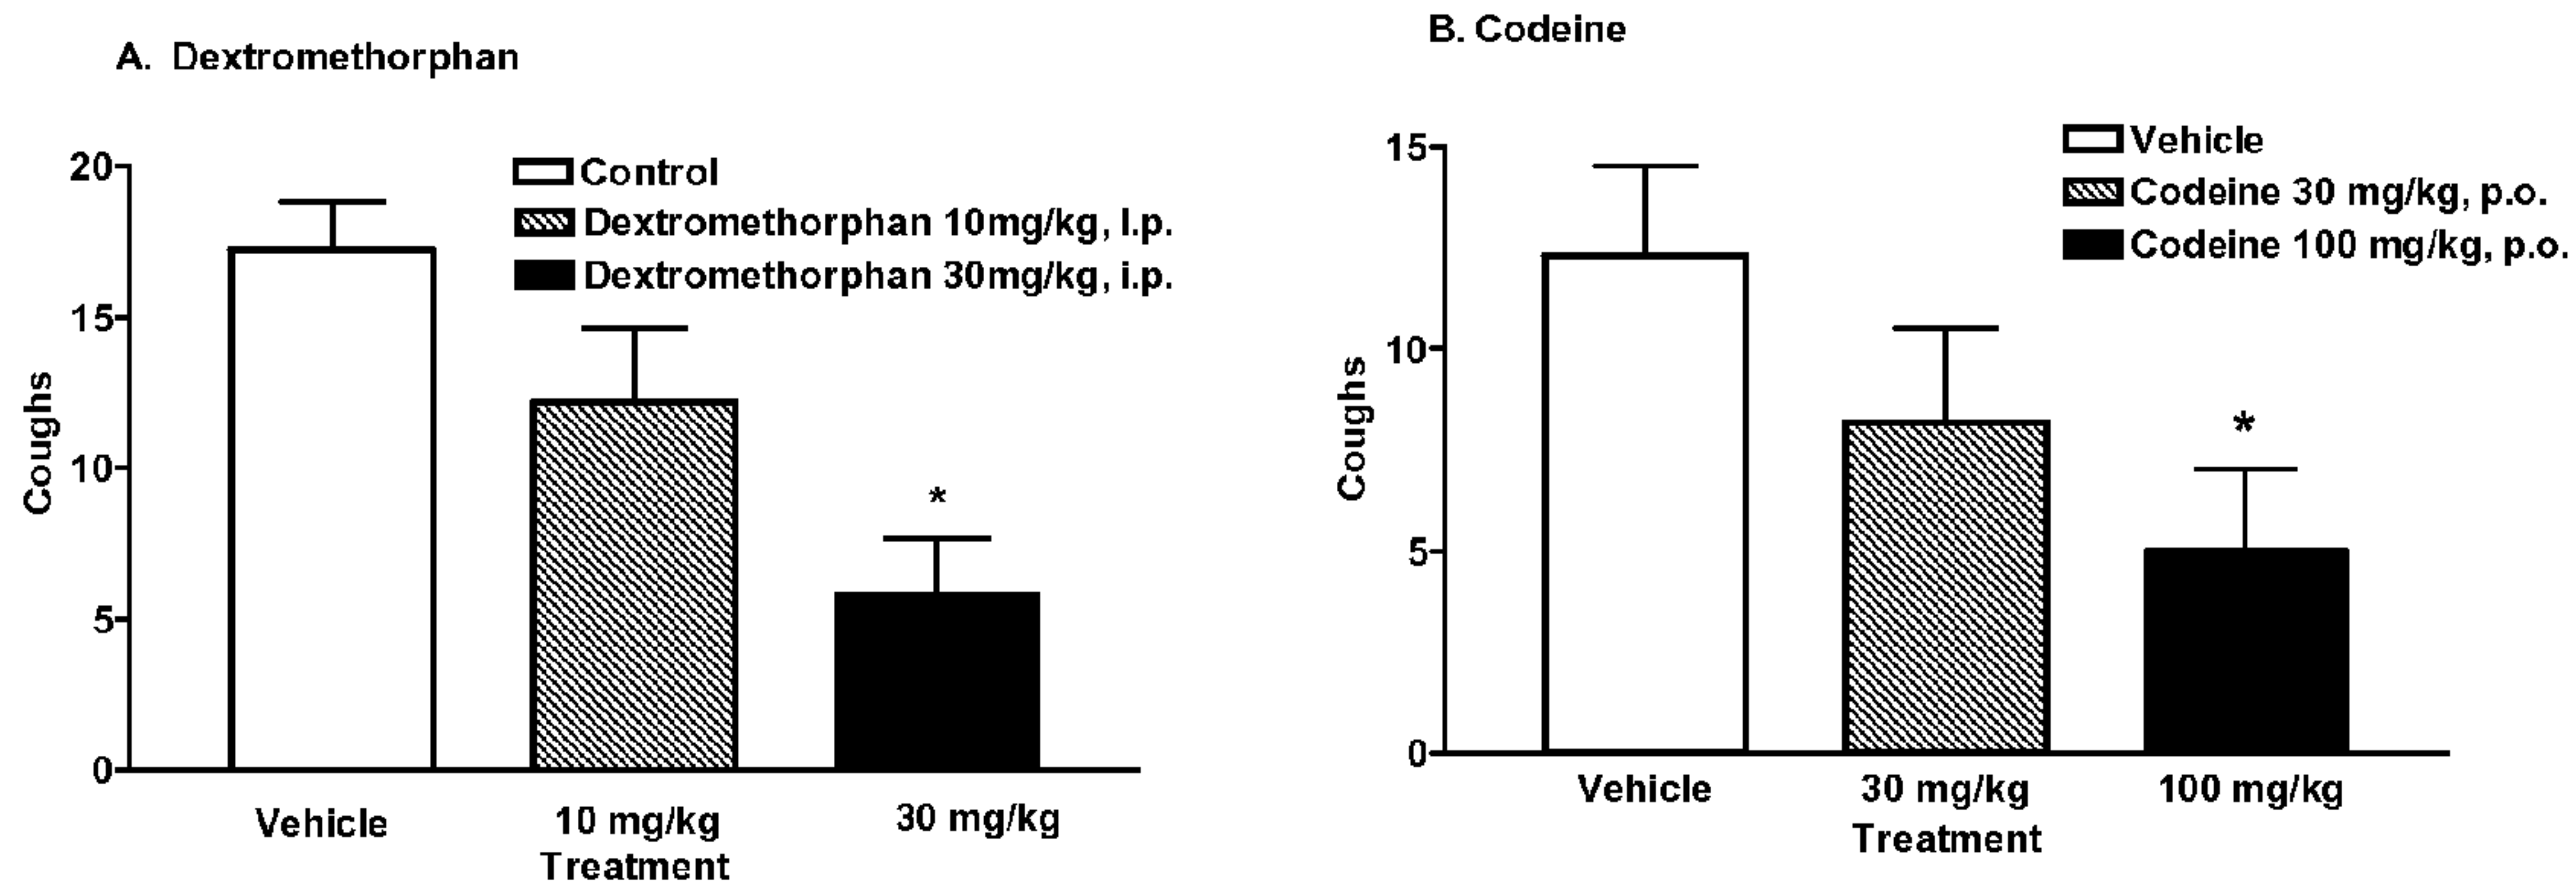 A. Dextromethorphan
20
15
10
5
0
Coughs
Control
Dextromethorphan 10mg/kg, I.p.
Dextromethorphan 30mg/kg, i.p.
*
Vehicle
10 mg/kg
30 mg/kg
Treatment
B. Codeine
15
10
5
0
Coughs
Vehicle
Codeine 30 mg/kg, p.o.
Codeine 100 mg/kg, p.o.
*
Vehicle
30 mg/kg
100 mg/kg
Treatment